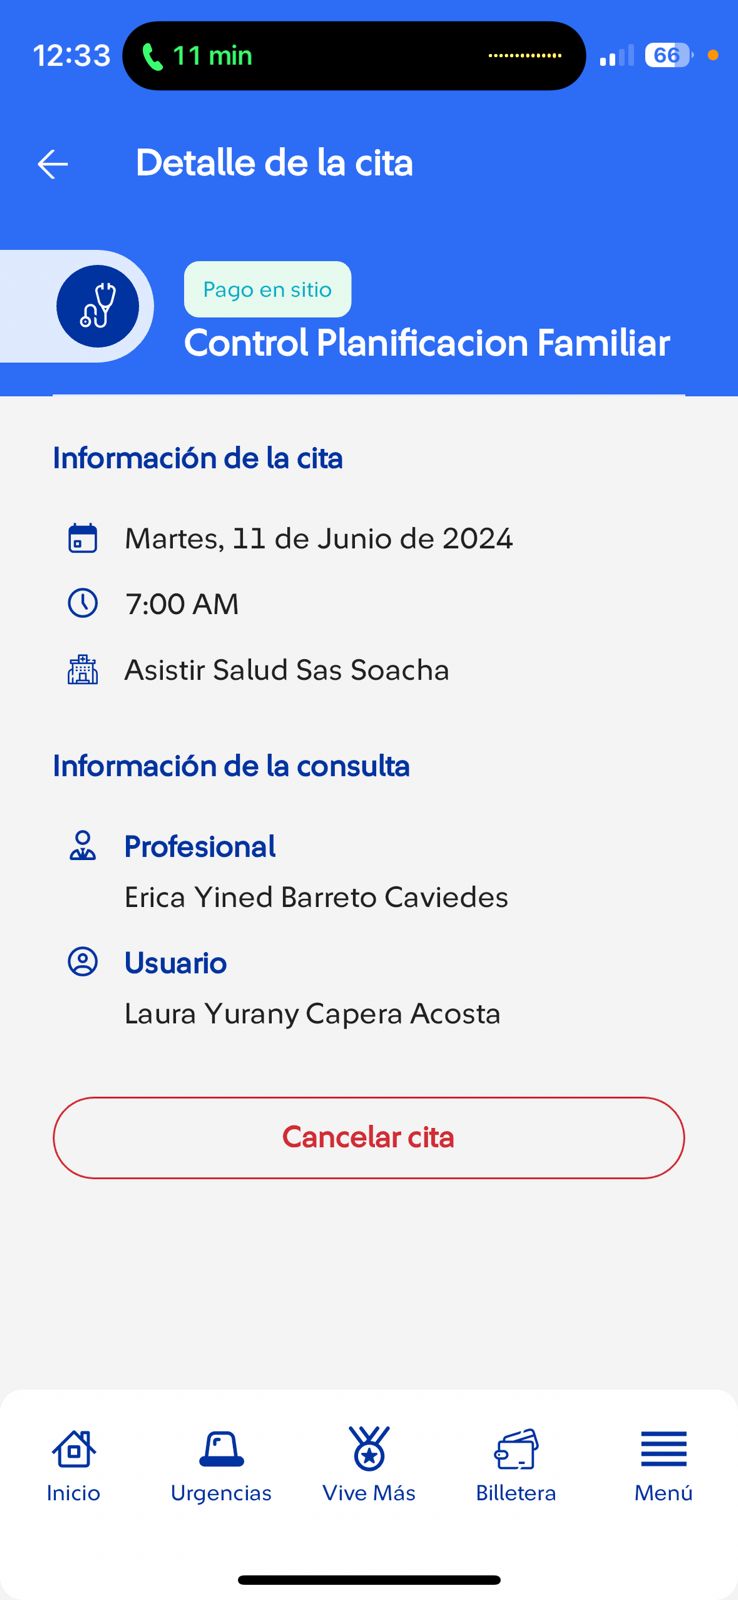 12:33
11 min
66
Detalle de la cita
Pago en sitio
Control Planificacion Familiar
Información de la cita
Martes, 11 de Junio de 2024
7:00 AM
Asistir Salud Sas Soacha
Información de la consulta
Profesional
Erica Yined Barreto Caviedes
Usuario
Laura Yurany Capera Acosta
Cancelar cita
Inicio
Urgencias
Vive Más
Billetera
Menú